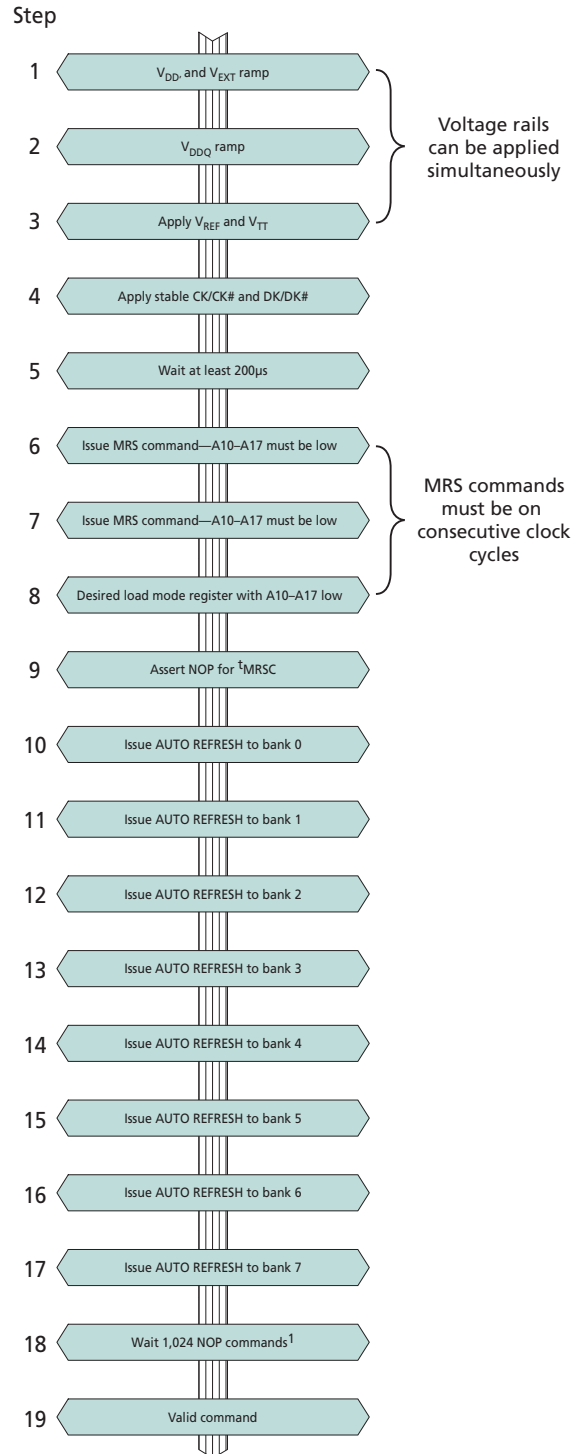 Step
1 V_DD, and V_EXT ramp
2 V_DDQ ramp
3 Apply V_REF and V_TT
Voltage rails
can be applied
simultaneously
4 Apply stable CK/CK# and DK/DK#
5 Wait at least 200µs
6 Issue MRS command—A10–A17 must be low
7 Issue MRS command—A10–A17 must be low
8 Desired load mode register with A10–A17 low
MRS commands
must be on
consecutive clock
cycles
9 Assert NOP for ᵗMRSC
10 Issue AUTO REFRESH to bank 0
11 Issue AUTO REFRESH to bank 1
12 Issue AUTO REFRESH to bank 2
13 Issue AUTO REFRESH to bank 3
14 Issue AUTO REFRESH to bank 4
15 Issue AUTO REFRESH to bank 5
16 Issue AUTO REFRESH to bank 6
17 Issue AUTO REFRESH to bank 7
18 Wait 1,024 NOP commands¹
19 Valid command